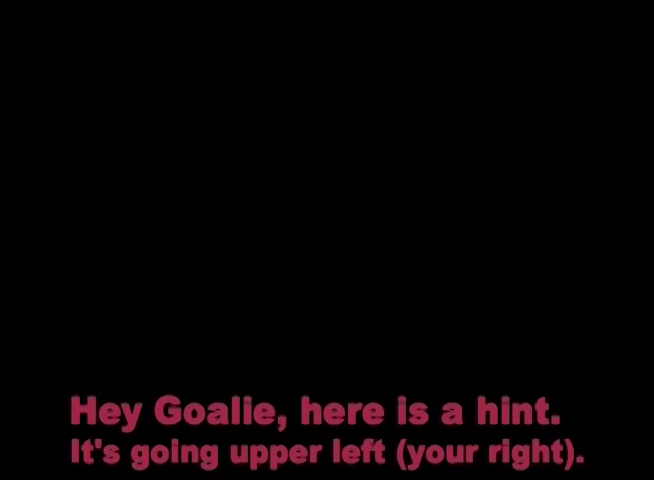 Hey Goalie, here is a hint.
It's going upper left (your right).